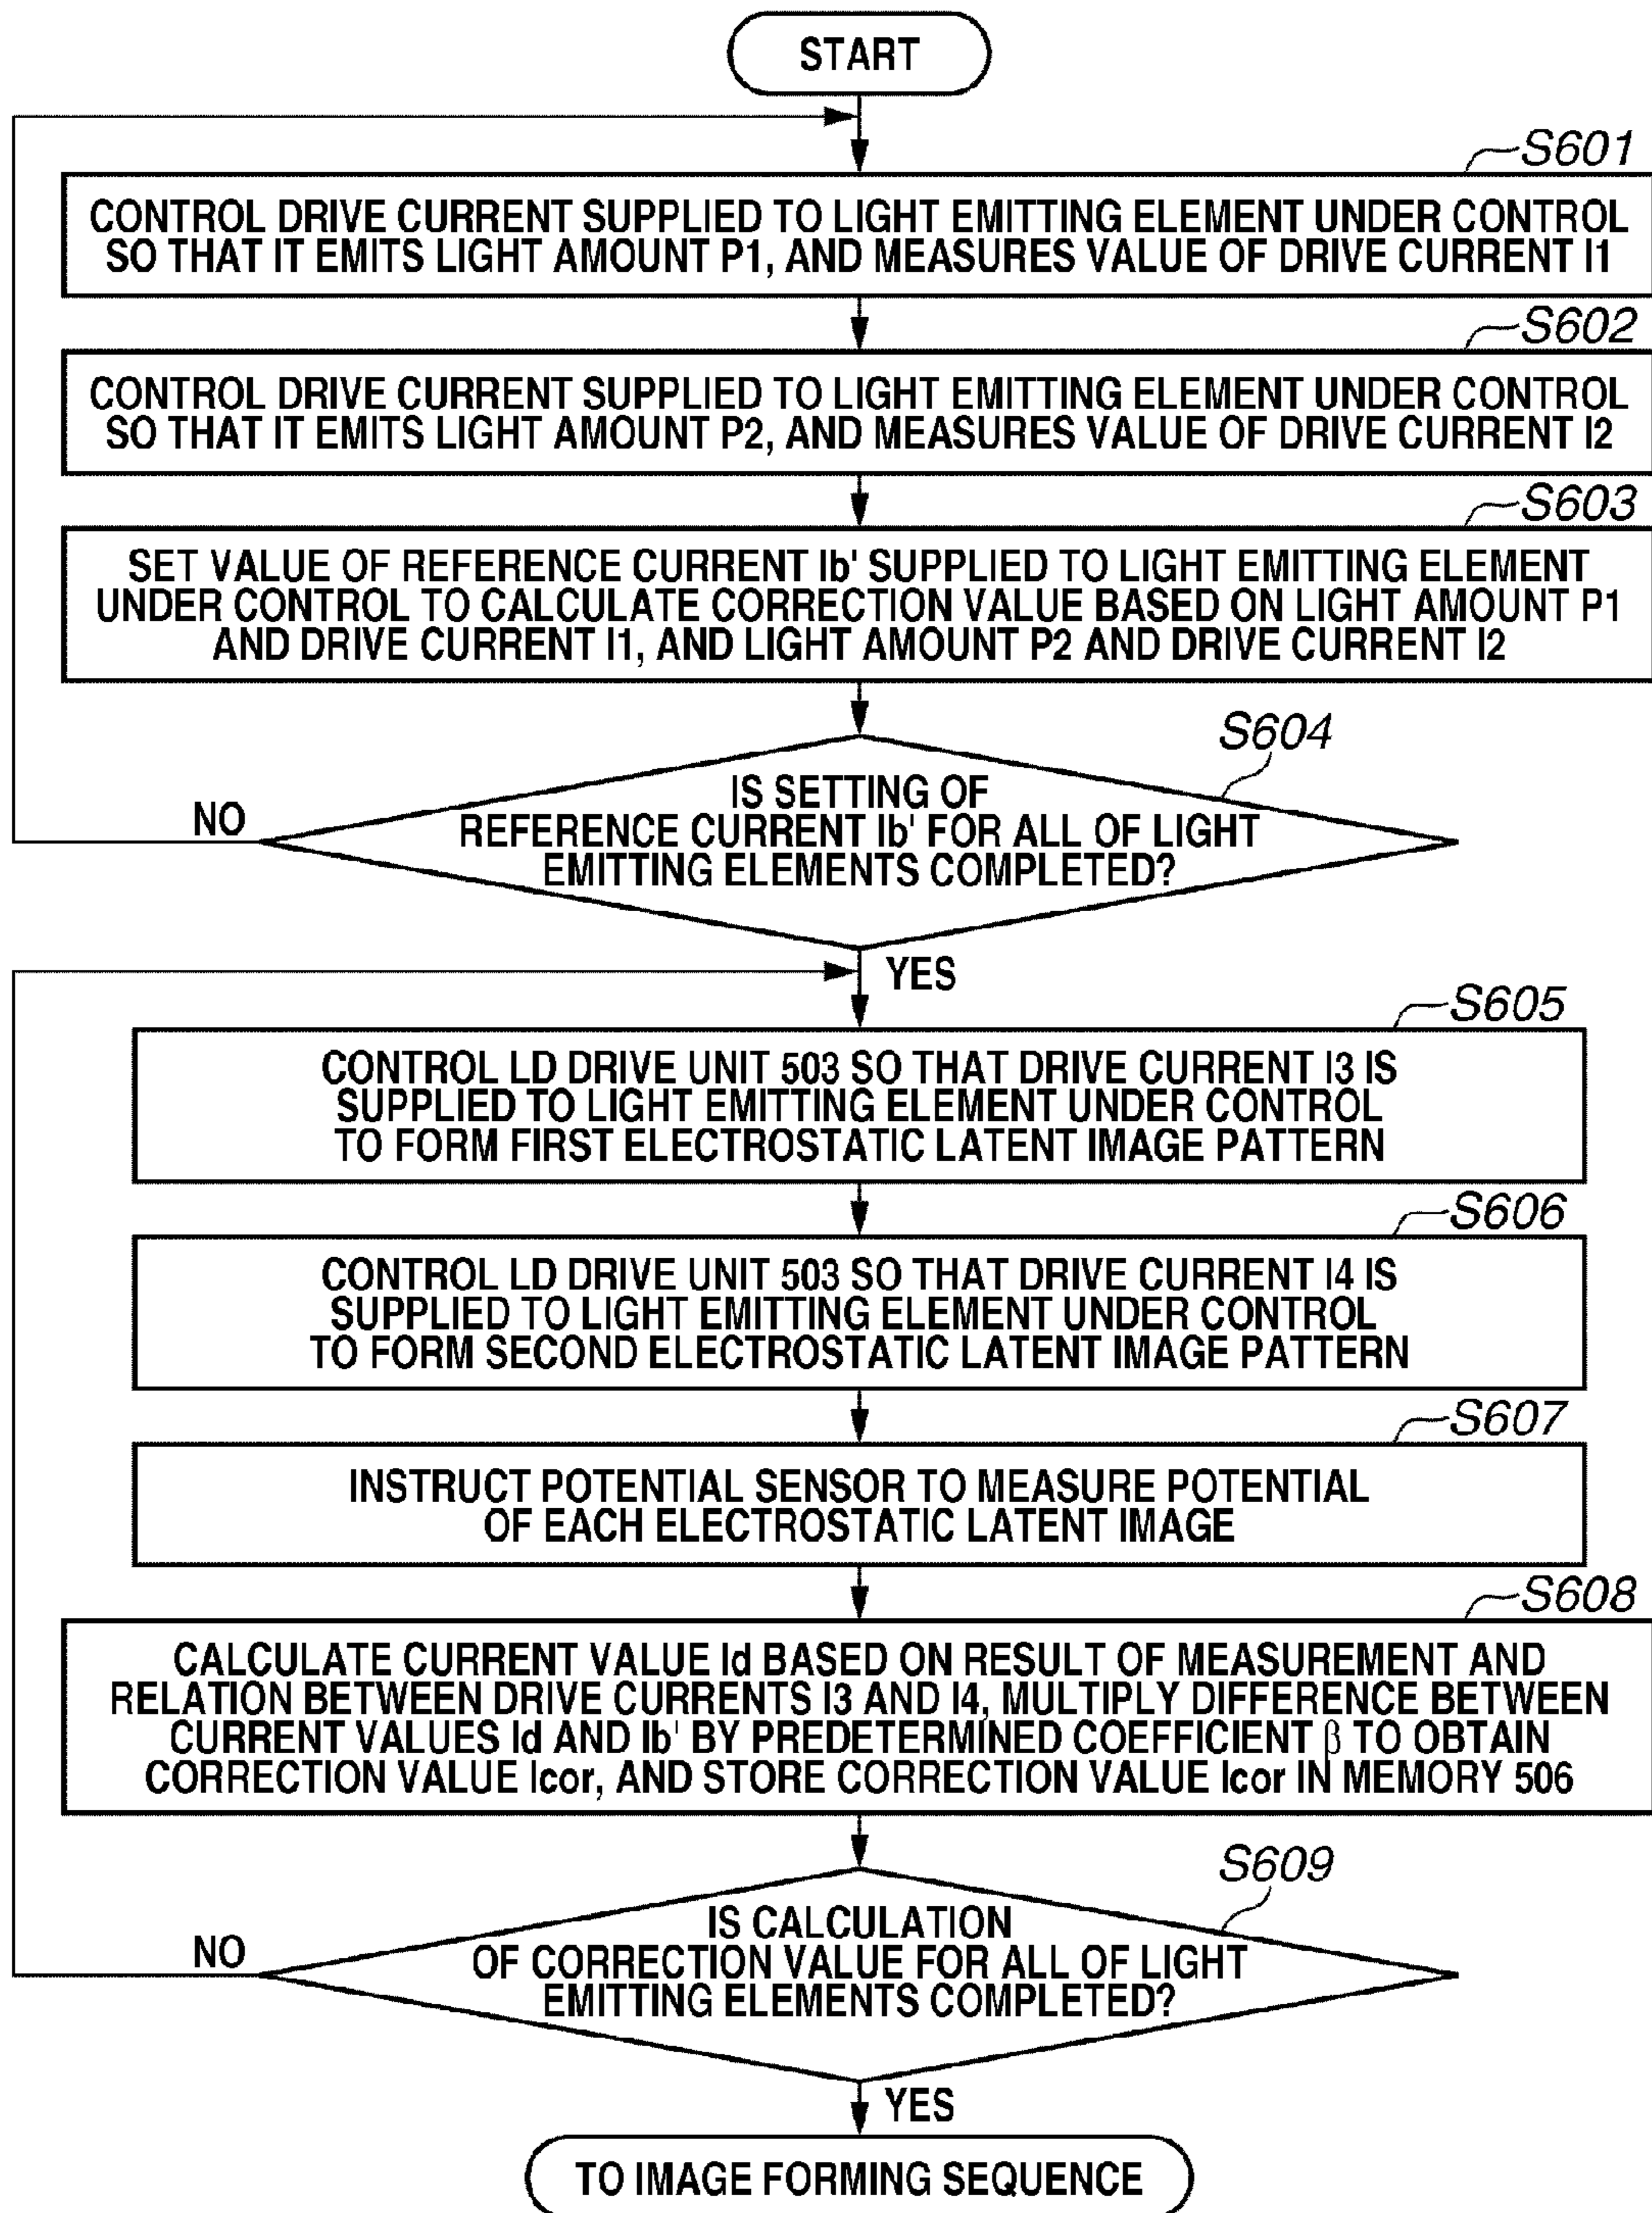 START
S601
CONTROL DRIVE CURRENT SUPPLIED TO LIGHT EMITTING ELEMENT UNDER CONTROL
SO THAT IT EMITS LIGHT AMOUNT P1, AND MEASURES VALUE OF DRIVE CURRENT I1
S602
CONTROL DRIVE CURRENT SUPPLIED TO LIGHT EMITTING ELEMENT UNDER CONTROL
SO THAT IT EMITS LIGHT AMOUNT P2, AND MEASURES VALUE OF DRIVE CURRENT I2
S603
SET VALUE OF REFERENCE CURRENT Ib' SUPPLIED TO LIGHT EMITTING ELEMENT
UNDER CONTROL TO CALCULATE CORRECTION VALUE BASED ON LIGHT AMOUNT P1
AND DRIVE CURRENT I1, AND LIGHT AMOUNT P2 AND DRIVE CURRENT I2
S604
IS SETTING OF
REFERENCE CURRENT Ib' FOR ALL OF LIGHT
EMITTING ELEMENTS COMPLETED?
NO
YES
S605
CONTROL LD DRIVE UNIT 503 SO THAT DRIVE CURRENT I3 IS
SUPPLIED TO LIGHT EMITTING ELEMENT UNDER CONTROL
TO FORM FIRST ELECTROSTATIC LATENT IMAGE PATTERN
S606
CONTROL LD DRIVE UNIT 503 SO THAT DRIVE CURRENT I4 IS
SUPPLIED TO LIGHT EMITTING ELEMENT UNDER CONTROL
TO FORM SECOND ELECTROSTATIC LATENT IMAGE PATTERN
S607
INSTRUCT POTENTIAL SENSOR TO MEASURE POTENTIAL
OF EACH ELECTROSTATIC LATENT IMAGE
S608
CALCULATE CURRENT VALUE Id BASED ON RESULT OF MEASUREMENT AND
RELATION BETWEEN DRIVE CURRENTS I3 AND I4, MULTIPLY DIFFERENCE BETWEEN
CURRENT VALUES Id AND Ib' BY PREDETERMINED COEFFICIENT β TO OBTAIN
CORRECTION VALUE Icor, AND STORE CORRECTION VALUE Icor IN MEMORY 506
S609
IS CALCULATION
OF CORRECTION VALUE FOR ALL OF LIGHT
EMITTING ELEMENTS COMPLETED?
NO
YES
TO IMAGE FORMING SEQUENCE